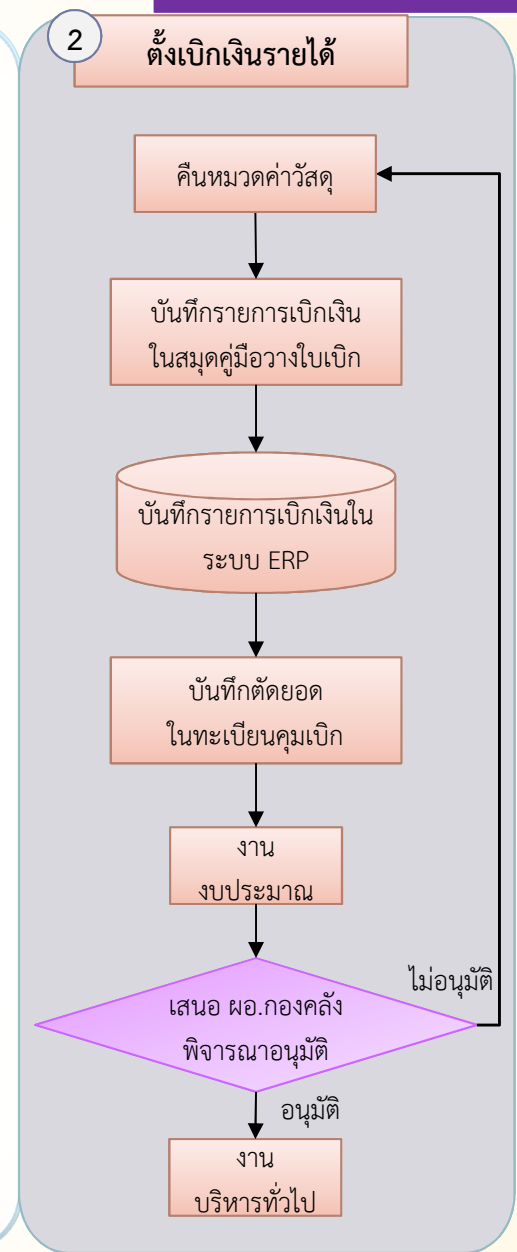 2
ตั้งเบิกเงินรายได้
คืนหมวดค่าวัสดุ
บันทึกรายการเบิกเงิน
ในสมุดคู่มือวางใบเบิก
บันทึกรายการเบิกเงินใน
ระบบ ERP
บันทึกตัดยอด
ในทะเบียนคุมเบิก
งาน
งบประมาณ
เสนอ ผอ.กองคลัง
พิจารณาอนุมัติ
ไม่อนุมัติ
อนุมัติ
งาน
บริหารทั่วไป